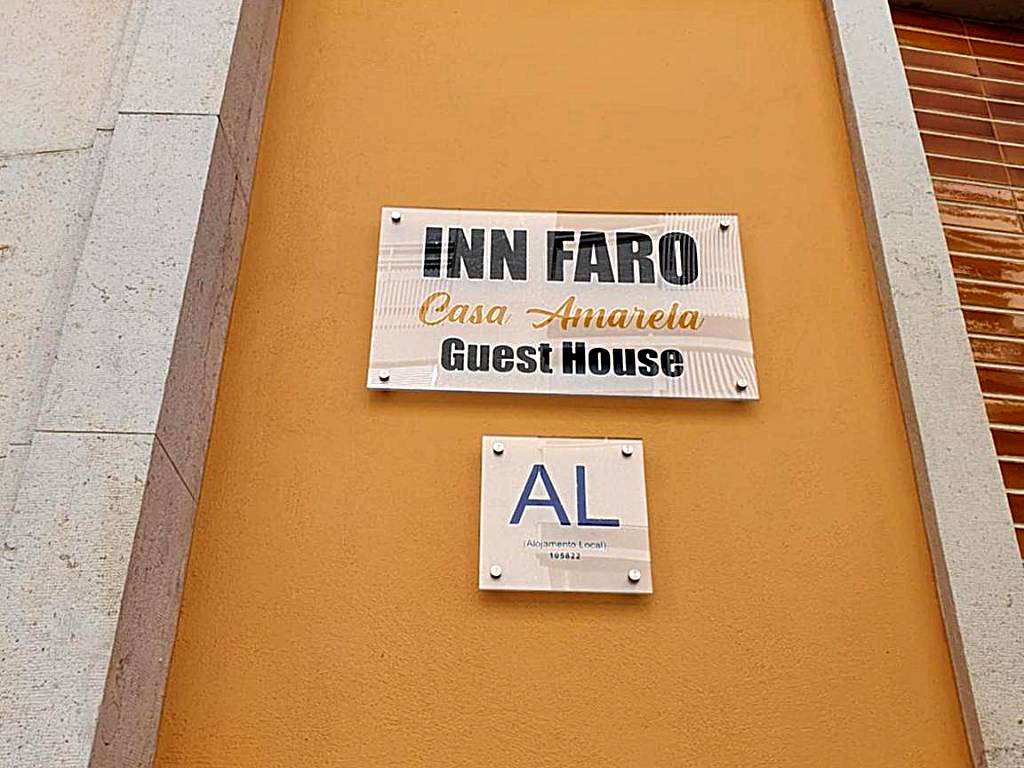 INN FARO
Casa Amarela
Guest House
AL
(Alojamento Local)
105822